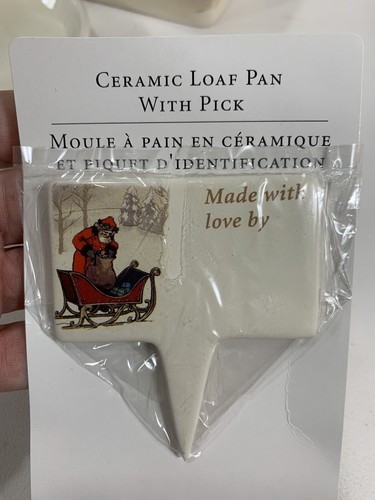 CERAMIC LOAF PAN
WITH PICK
MOULE À PAIN EN CÉRAMIQUE
ET PIQUET D'IDENTIFICATION
Made with
love by